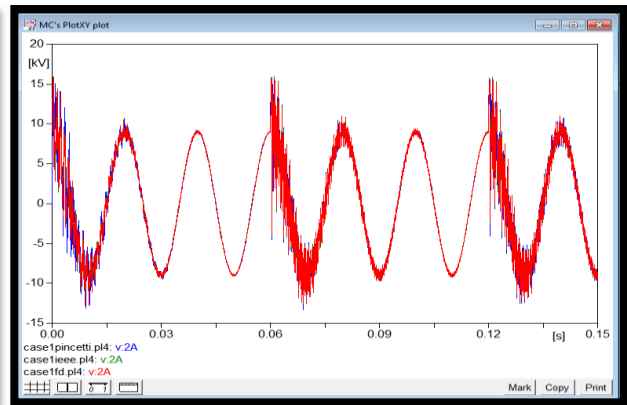 MC's PlotXY plot
20
[kV]
15
10
5
0
-5
-10
-15
0.00 0.03 0.06 0.09 0.12 [s] 0.15
case1pincetti.pl4: v:2A
case1ieee.pl4: v:2A
case1fd.pl4: v:2A
Mark Copy Print